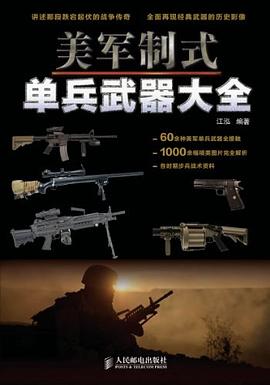 讲述那段跌宕起伏的战争传奇 全面再现经典武器的历史影像
美军制式
单兵武器大全
江泓 编著
60余种美军单兵武器全接触
1000余幅精美图片完全解析
各时期步兵战术资料
人民邮电出版社
POSTS & TELECOM PRESS